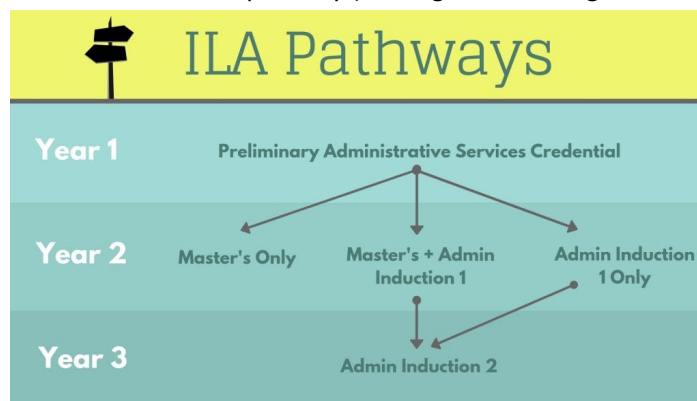 ILA Pathways
Year 1
Preliminary Administrative Services Credential
Year 2
Master's Only
Master's + Admin
Induction 1
Admin Induction
1 Only
Year 3
Admin Induction 2